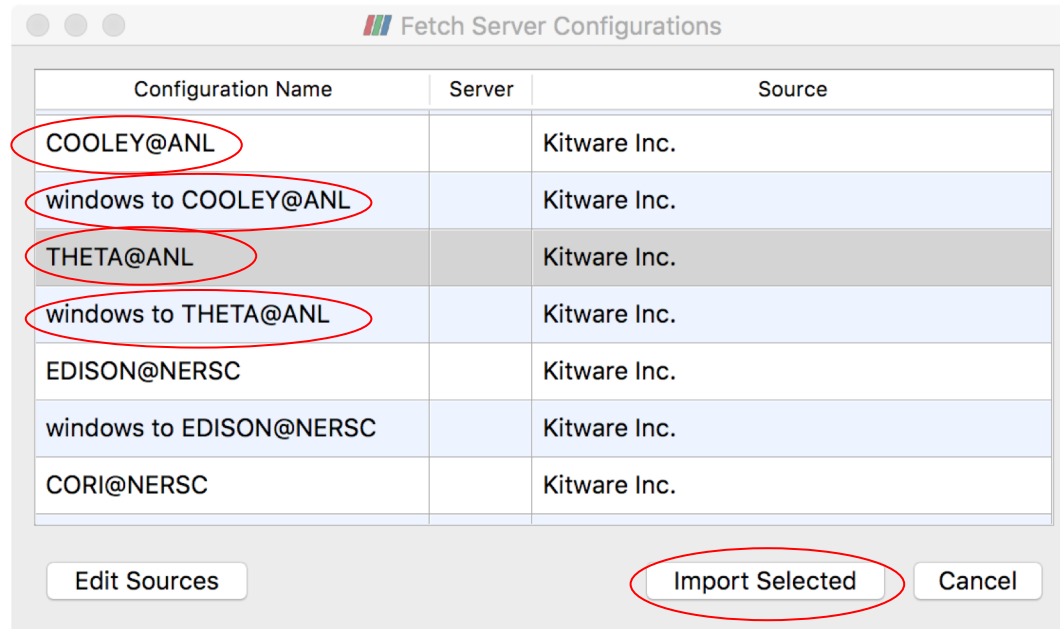 Fetch Server Configurations
Configuration Name Server Source
COOLEY@ANL Kitware Inc.
windows to COOLEY@ANL Kitware Inc.
THETA@ANL Kitware Inc.
windows to THETA@ANL Kitware Inc.
EDISON@NERSC Kitware Inc.
windows to EDISON@NERSC Kitware Inc.
CORI@NERSC Kitware Inc.
Edit Sources Import Selected Cancel